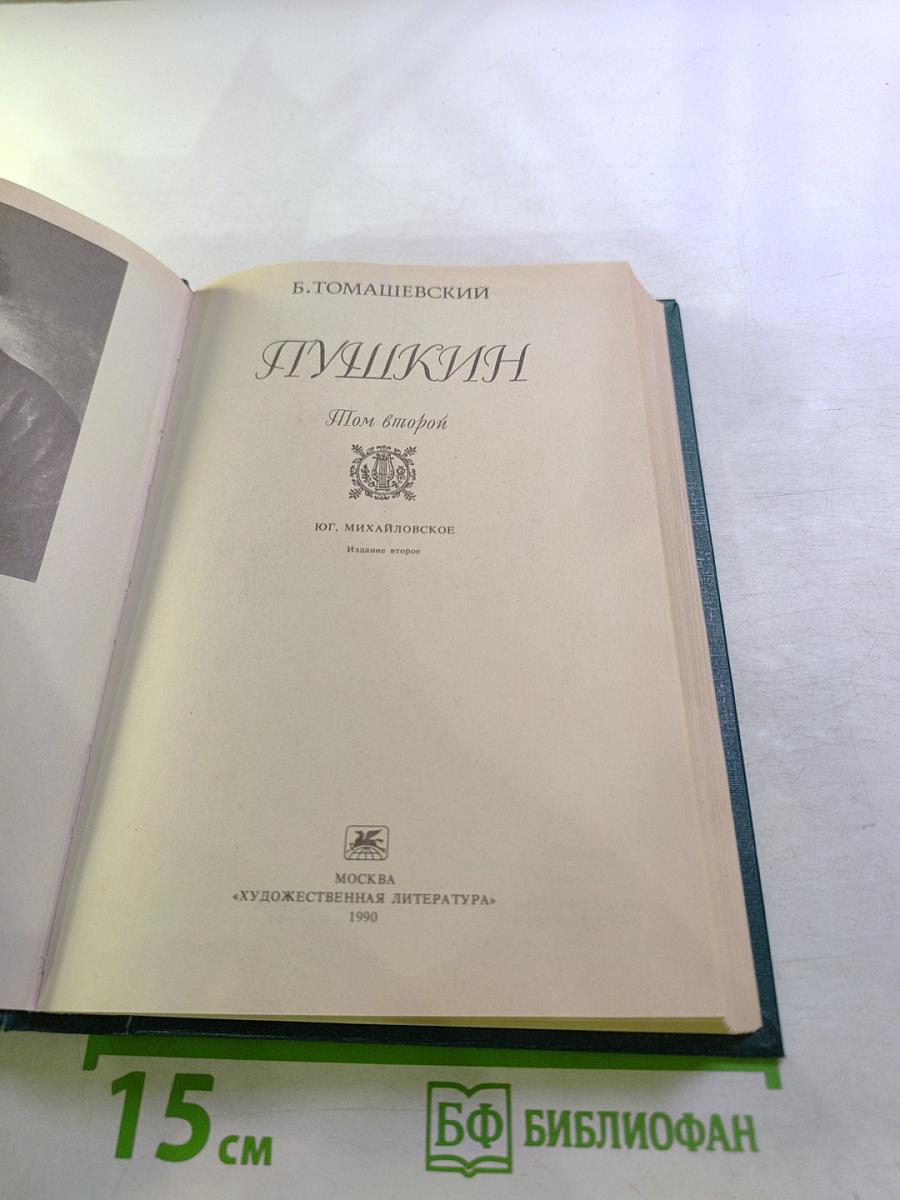 Б.ТОМАШЕВСКИЙ
ПУШКИН
Том второй
ЮГ, МИХАЙЛОВСКОЕ
Издание второе
МОСКВА
«ХУДОЖЕСТВЕННАЯ ЛИТЕРАТУРА»
1990
15 см
БФ БИБЛИОФАН